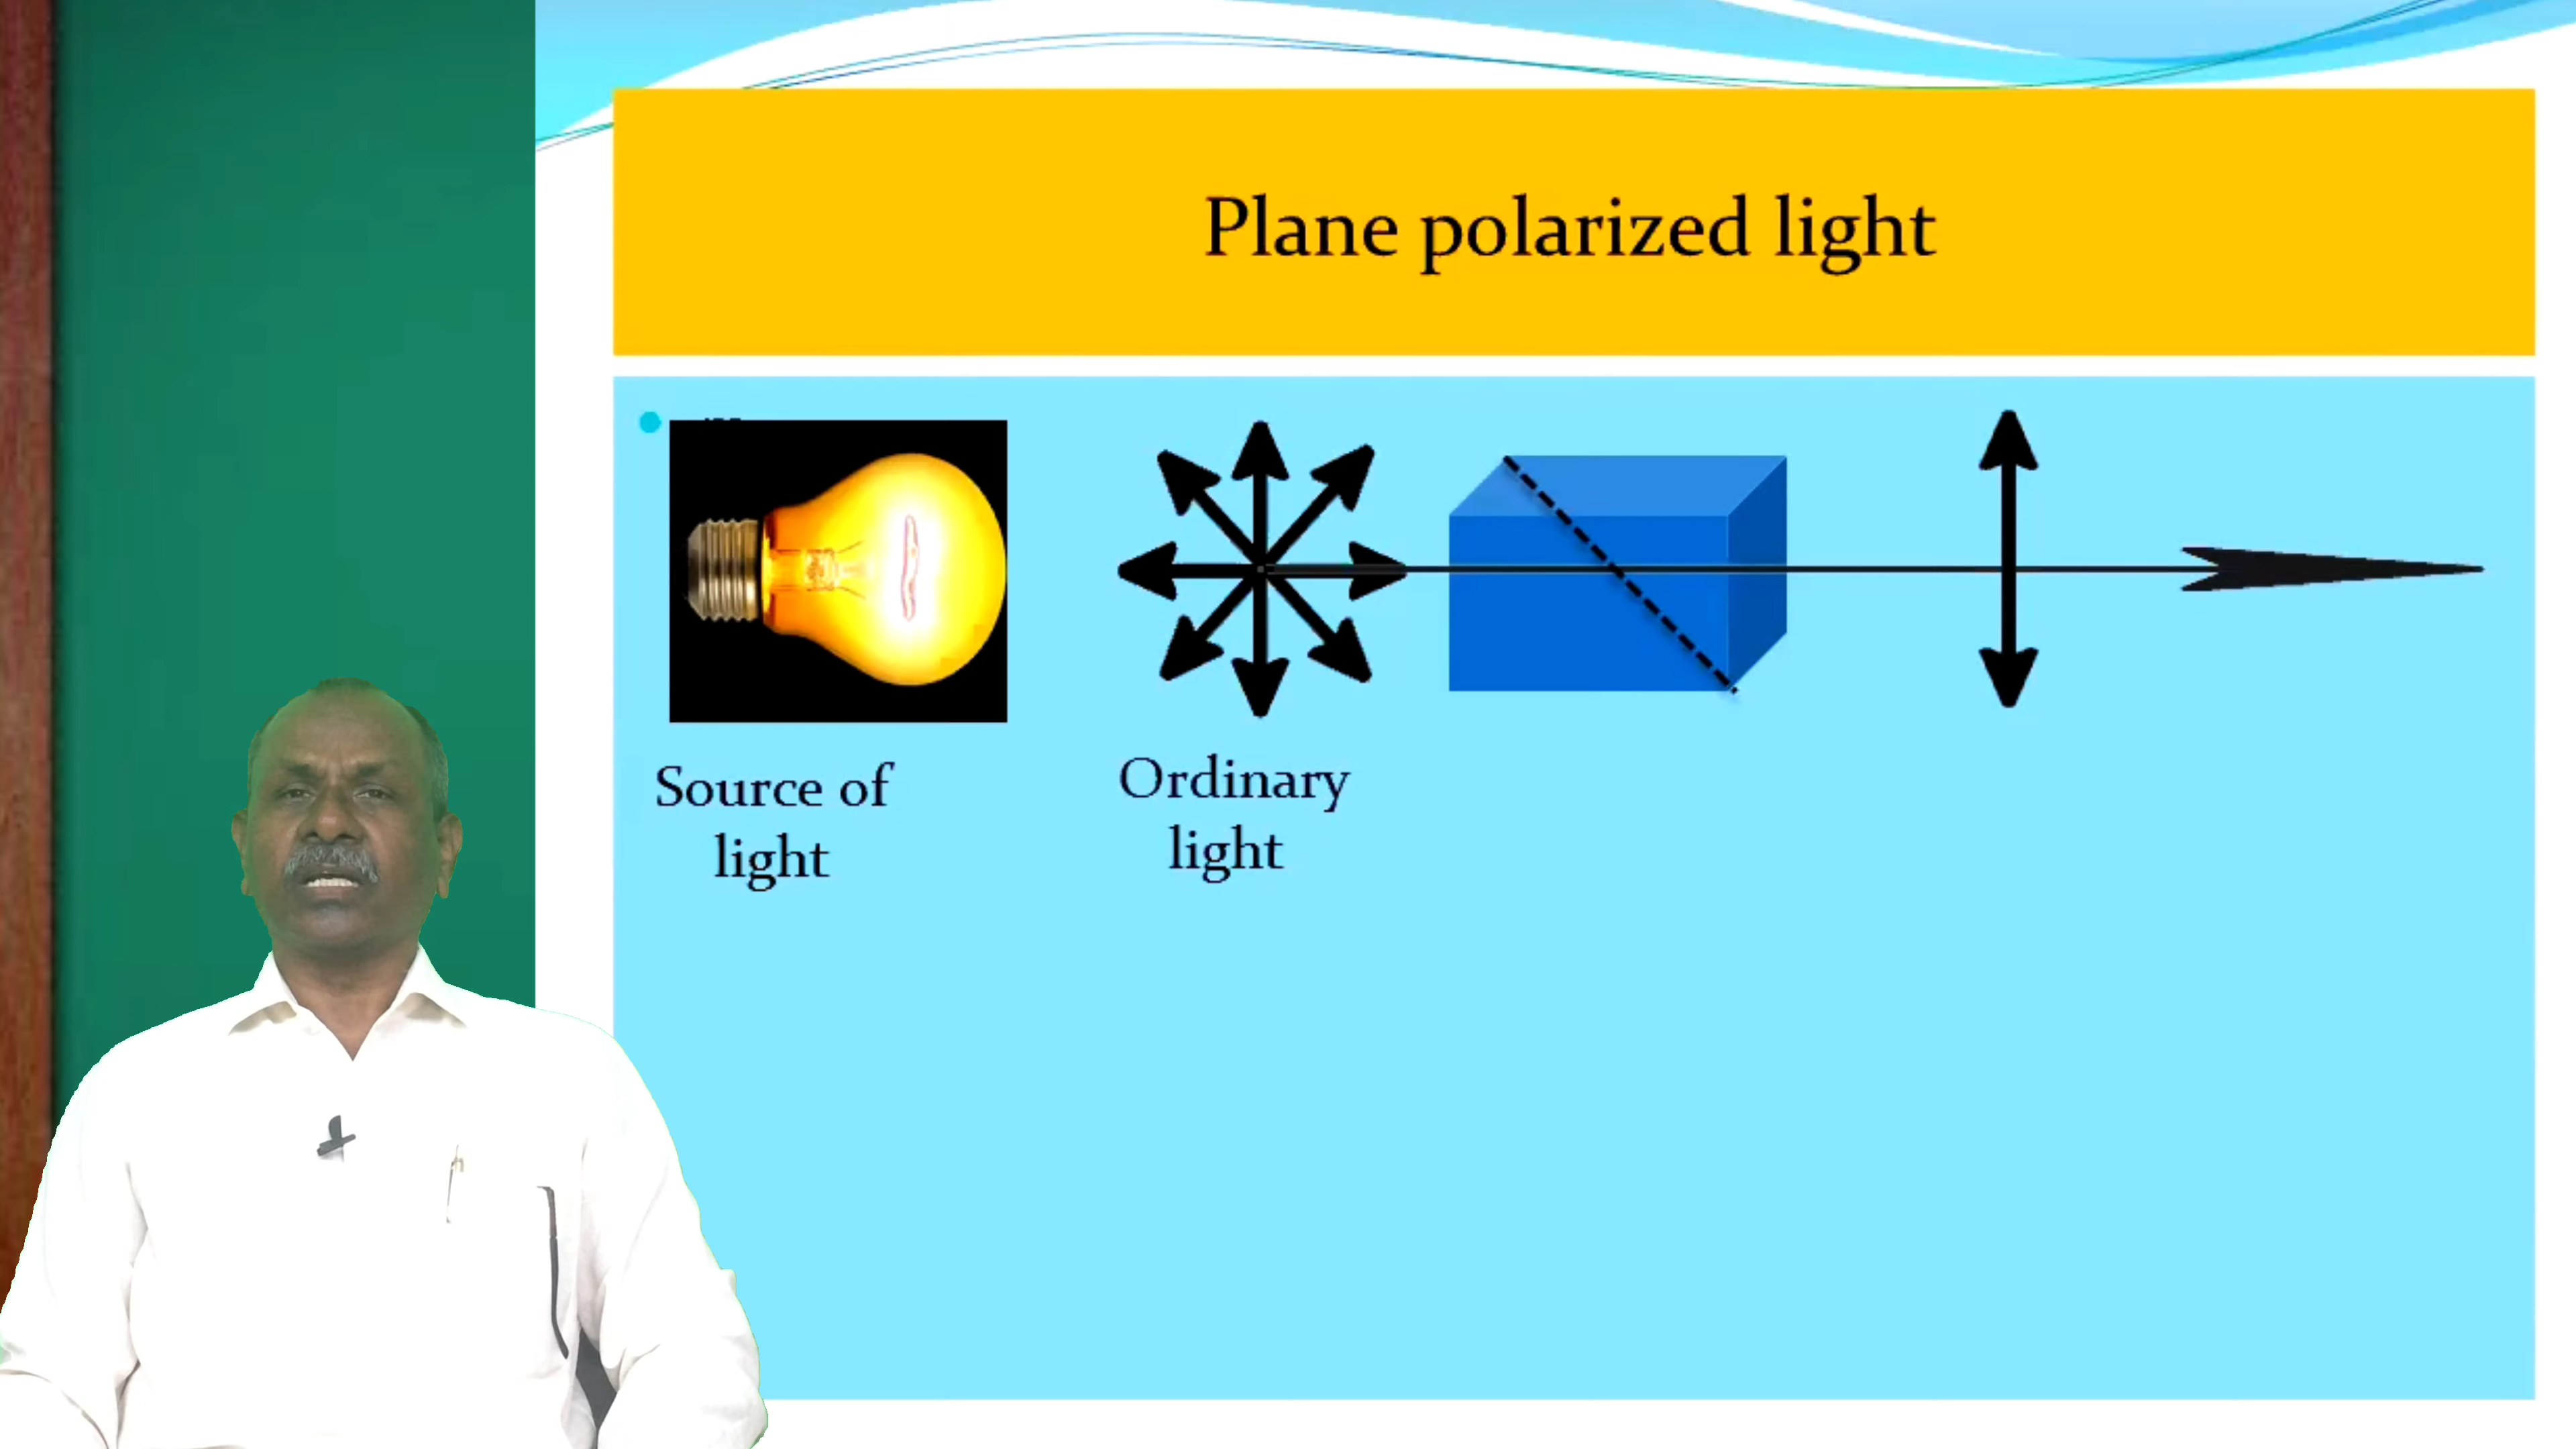 Plane polarized light
Source of
light
Ordinary
light